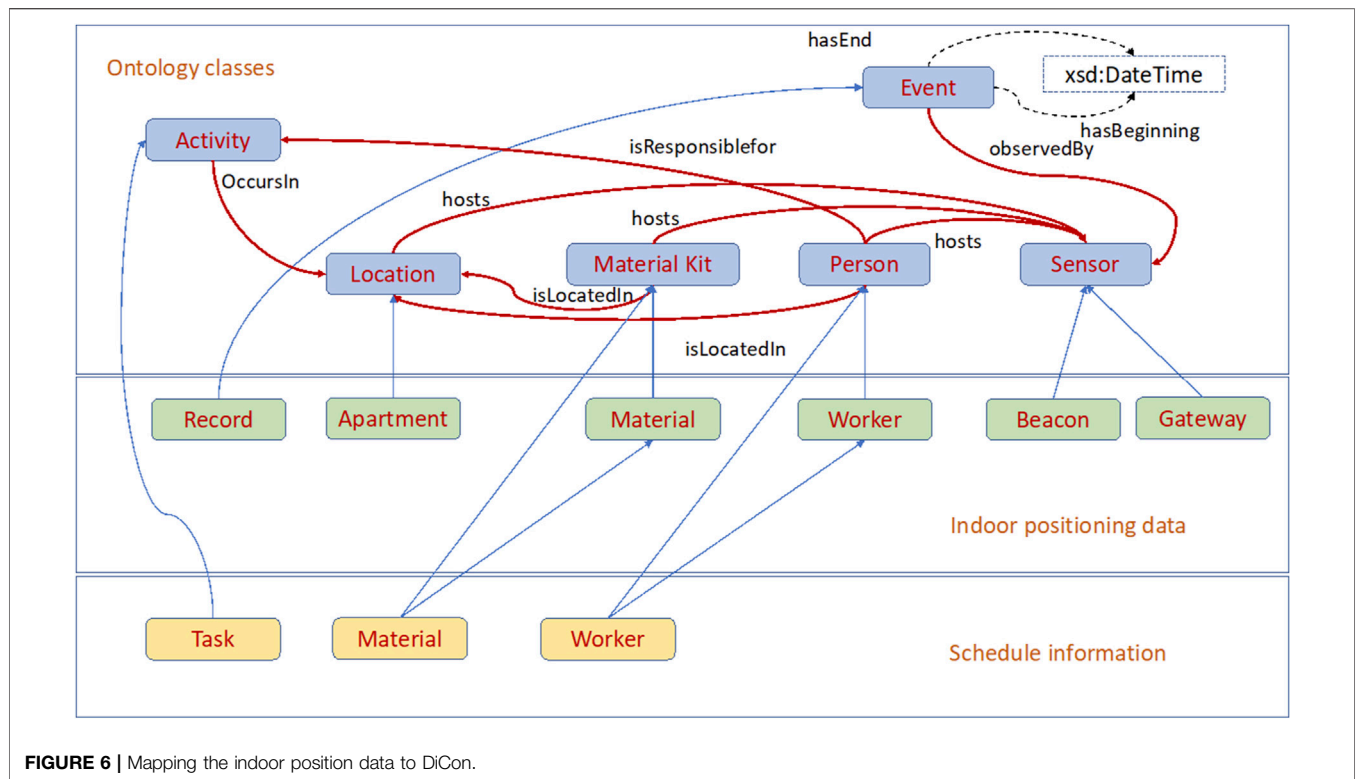 hasEnd
Ontology classes
xsd:DateTime
Event
hasBeginning
Activity
isResponsiblefor
observedBy
OccursIn
hosts
hosts
hosts
Location
Material Kit
Person
Sensor
isLocatedIn
isLocatedIn
Record
Apartment
Material
Worker
Beacon
Gateway
Indoor positioning data
Task
Material
Worker
Schedule information
FIGURE 6 | Mapping the indoor position data to DiCon.